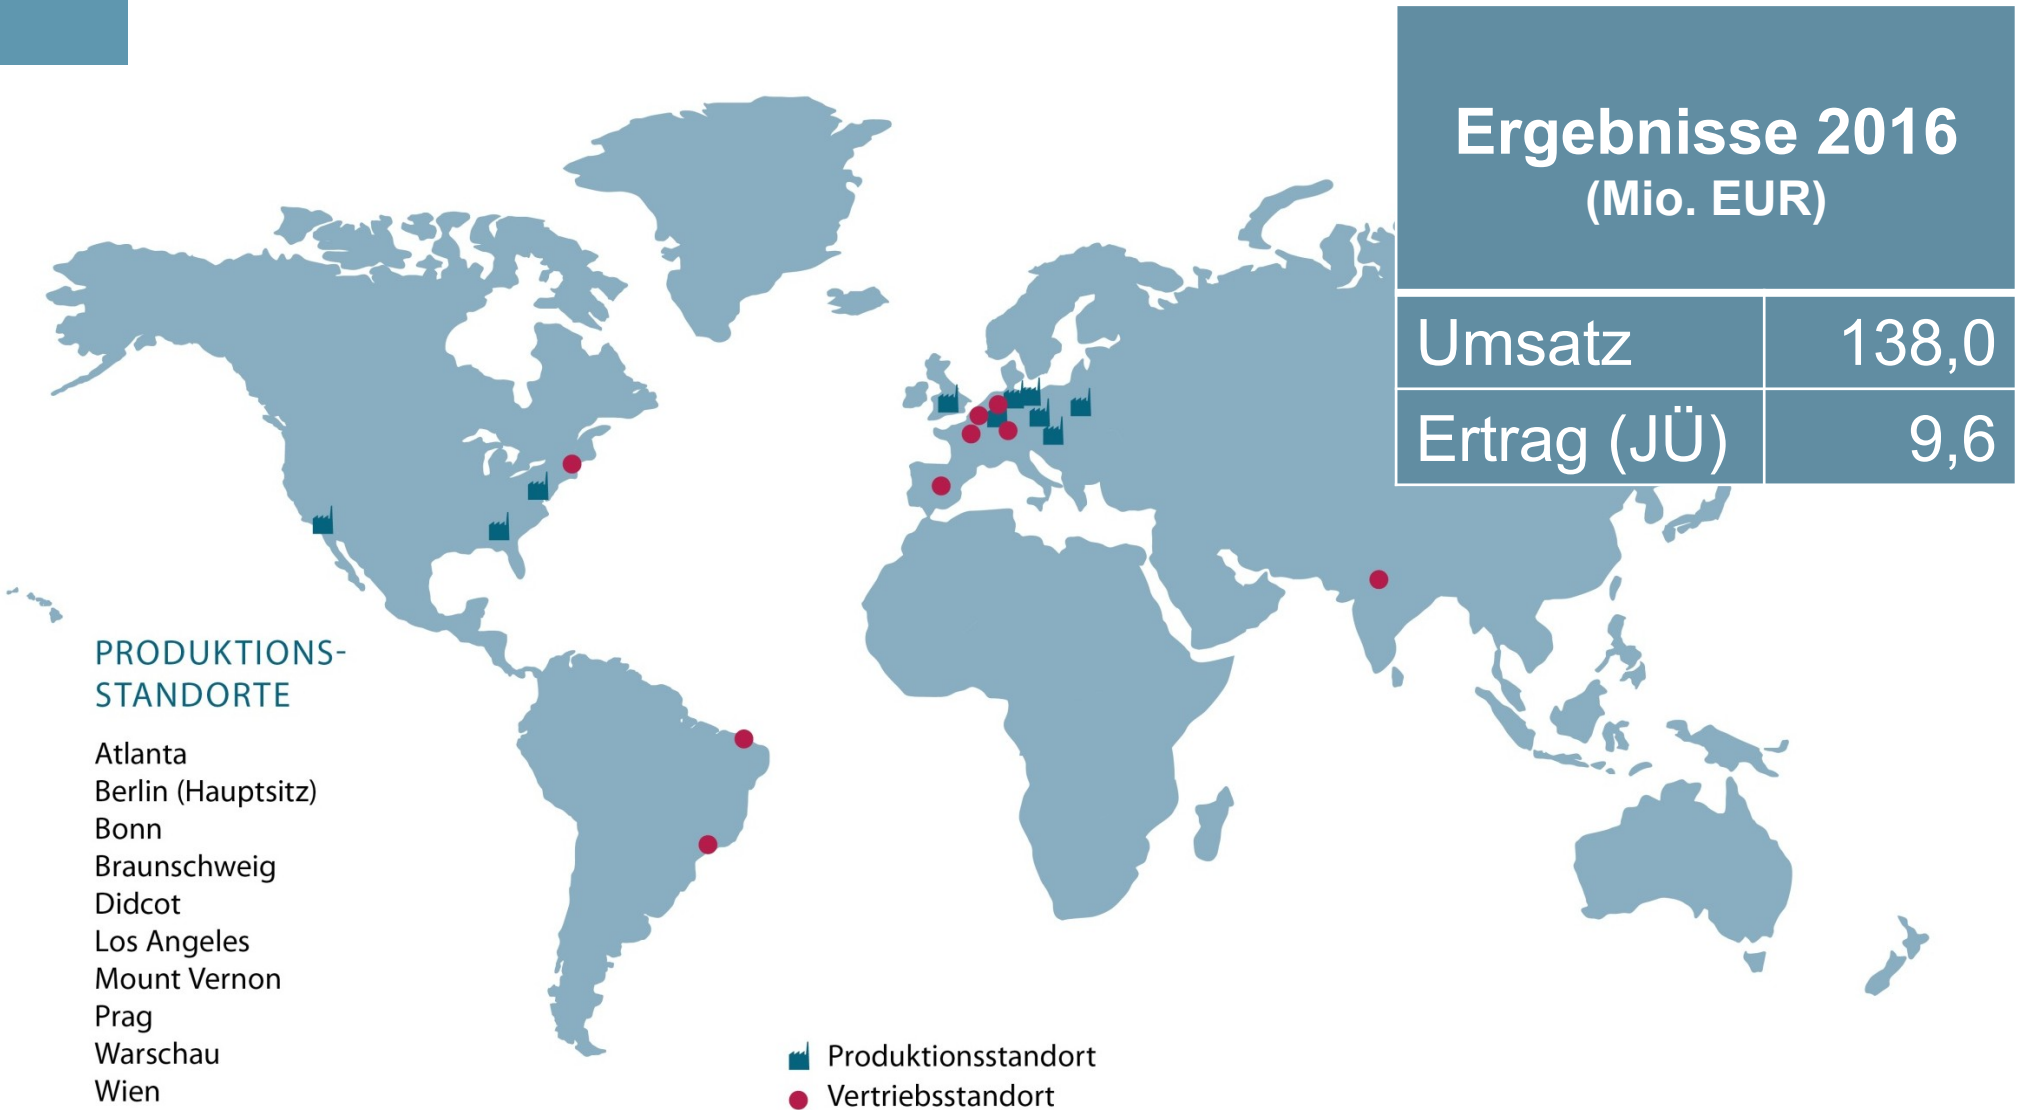 Ergebnisse 2016
(Mio. EUR)
Umsatz 138,0
Ertrag (JÜ) 9,6
PRODUKTIONS-
STANDORTE
Atlanta
Berlin (Hauptsitz)
Bonn
Braunschweig
Didcot
Los Angeles
Mount Vernon
Prag
Warschau
Wien
Produktionsstandort
Vertriebsstandort